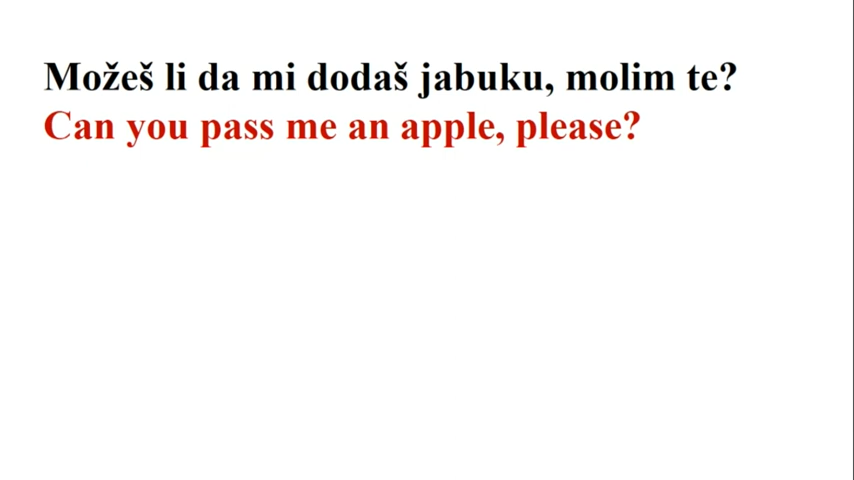 Možeš li da mi dodaš jabuku, molim te?
Can you pass me an apple, please?